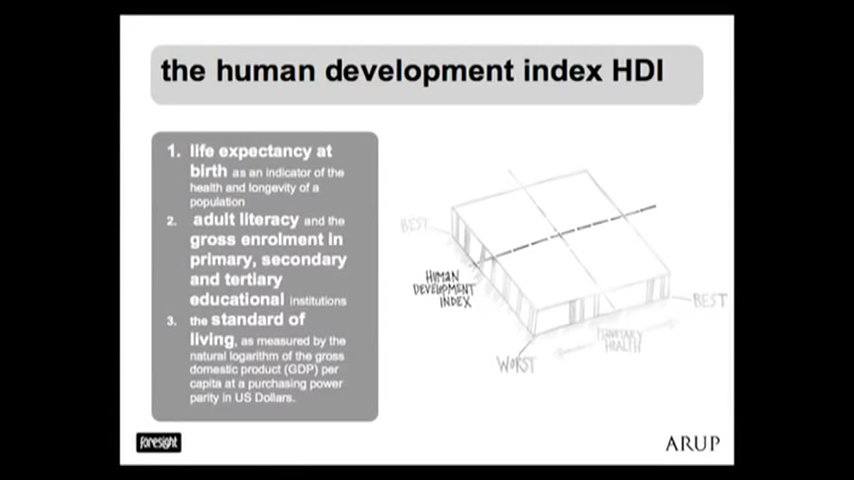 the human development index HDI
1. life expectancy at
birth as an indicator of the
health and longevity of a
population
2. adult literacy and the
gross enrolment in
primary, secondary
and tertiary
educational institutions
3. the standard of
living, as measured by the
natural logarithm of the gross
domestic product (GDP) per
capita at a purchasing power
parity in US Dollars.
BEST
HUMAN
DEVELOPMENT
INDEX
BEST
PLANETARY
HEALTH
WORST
foresight
ARUP